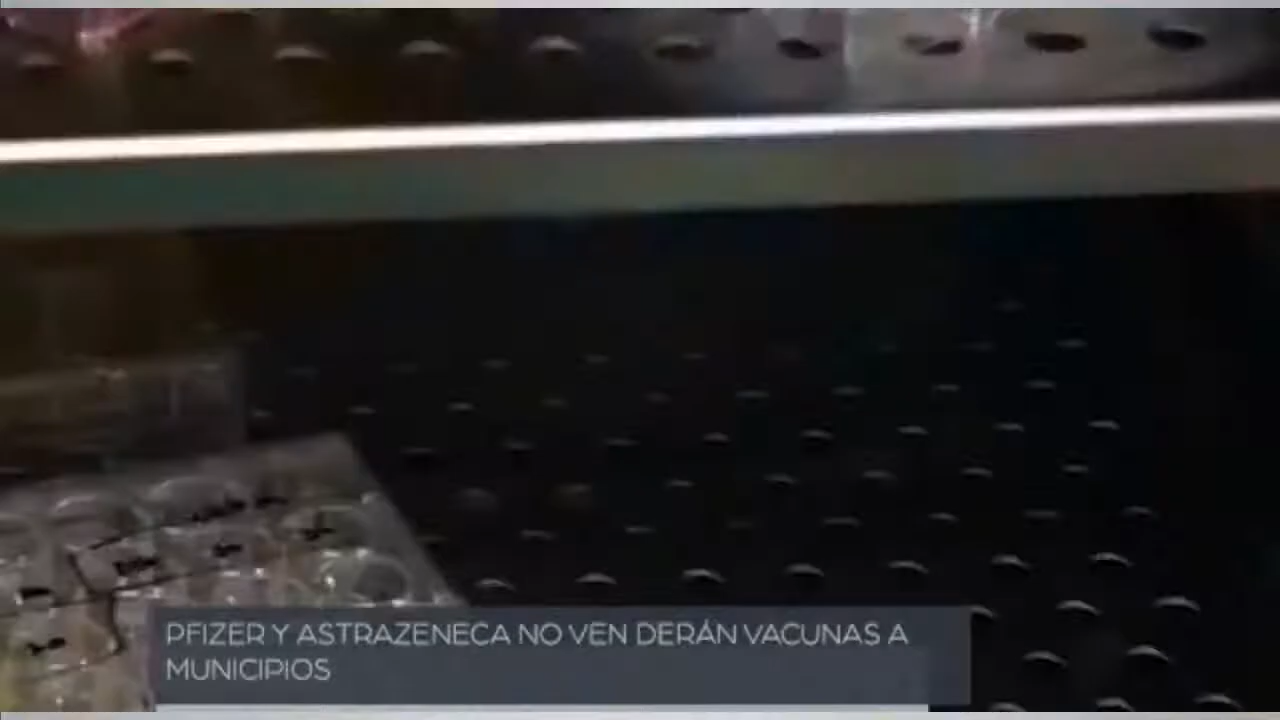 PFIZER Y ASTRAZENECA NO VEN DERÁN VACUNAS A
MUNICIPIOS